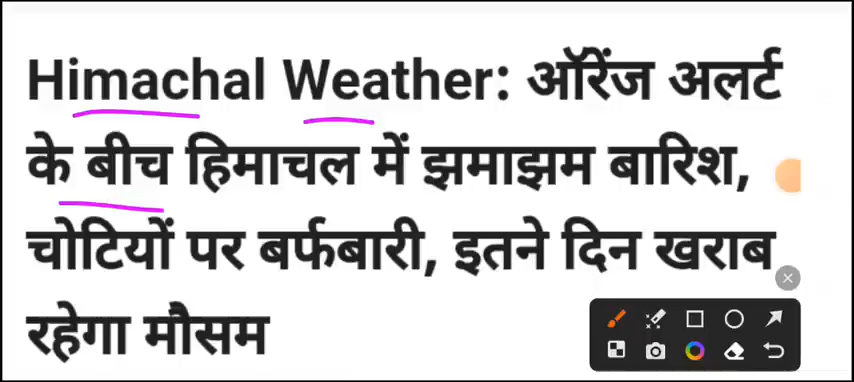 Himachal Weather: ऑरेंज अलर्ट
के बीच हिमाचल में झमाझम बारिश,
चोटियों पर बर्फबारी, इतने दिन खराब
रहेगा मौसम